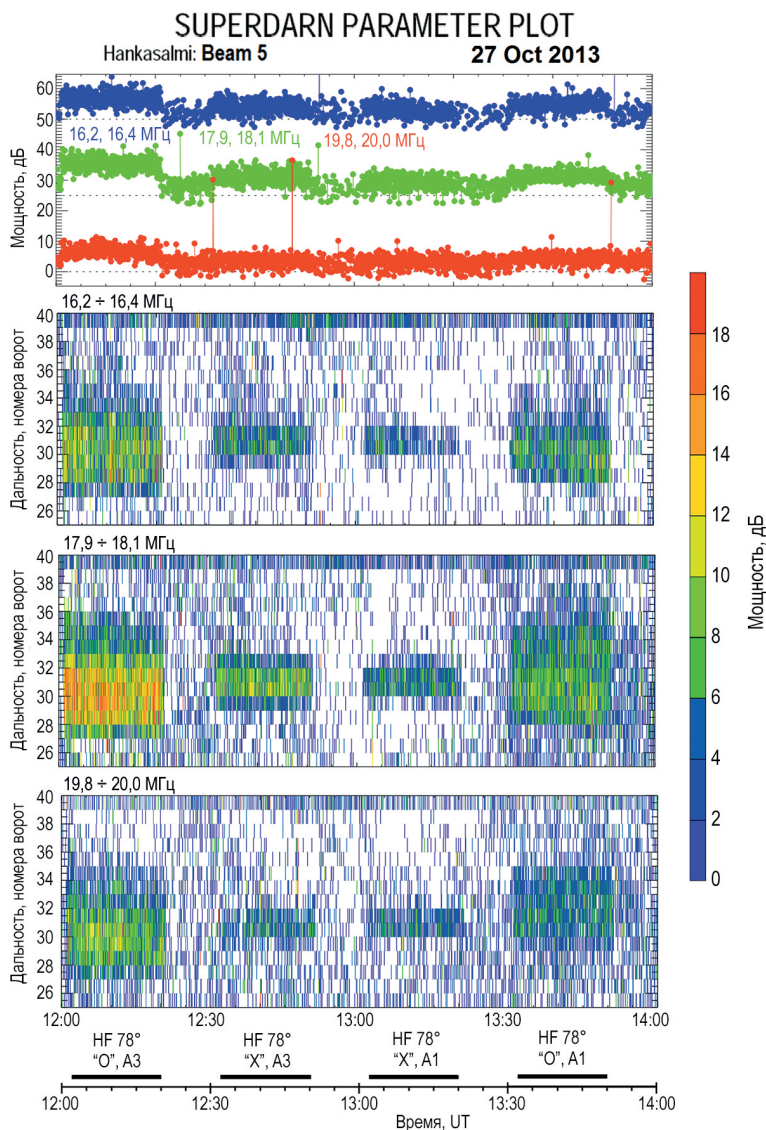 SUPERDARN PARAMETER PLOT
Hankasalmi: Beam 5 27 Oct 2013
Мощность, дБ
60
50
40
30
20
10
0
16,2, 16,4 МГц 17,9, 18,1 МГц 19,8, 20,0 МГц
16,2 ÷ 16,4 МГц
Дальность, номера ворот
40
38
36
34
32
30
28
26
17,9 ÷ 18,1 МГц
Дальность, номера ворот
40
38
36
34
32
30
28
26
19,8 ÷ 20,0 МГц
Дальность, номера ворот
40
38
36
34
32
30
28
26
12:00 12:30 13:00 13:30 14:00
18
16
14
12
10
8
6
4
2
0
Мощность, дБ
HF 78° HF 78° HF 78° HF 78°
“O”, A3 “X”, A3 “X”, A1 “O”, A1
12:00 12:30 13:00 13:30 14:00
Время, UT